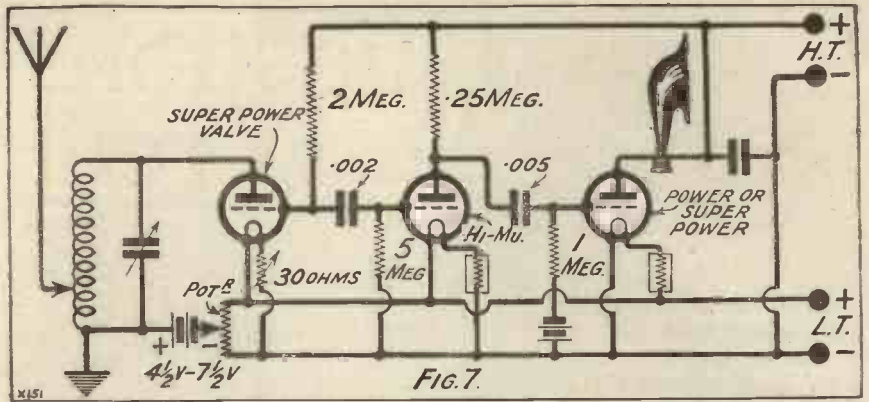 +
H.T.
-
2 MEG.
.25 MEG.
SUPER POWER
VALVE
.002
.005
POWER OR
SUPER
POWER
HI-MU.
5
MEG
1
MEG.
30 OHMS
POT R
+
L.T.
-
+ -
4½V-7½V
FIG. 7.
X151